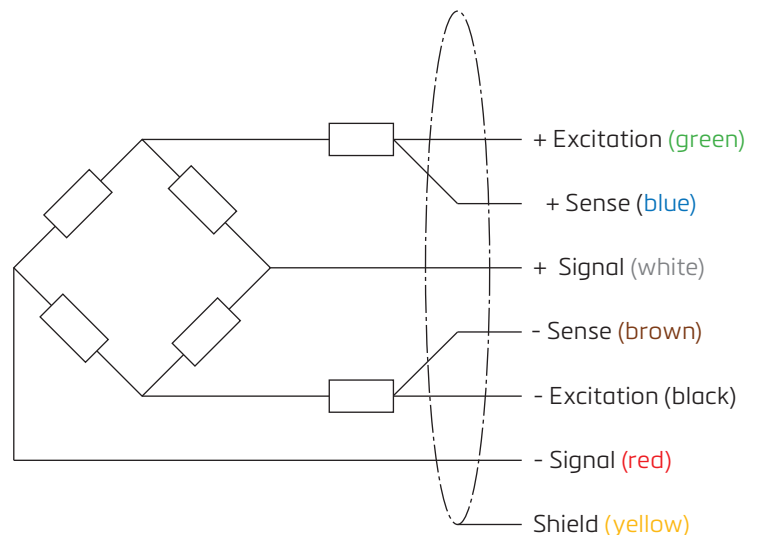 + Excitation (green)
+ Sense (blue)
+ Signal (white)
- Sense (brown)
- Excitation (black)
- Signal (red)
Shield (yellow)